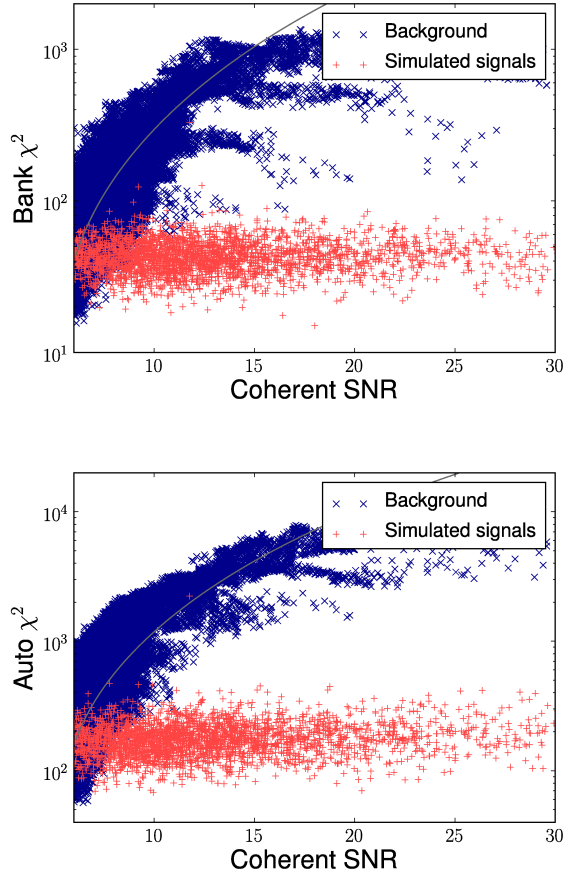 Background
Simulated signals
10³
10²
10¹
Bank χ²
10
15
20
25
30
Coherent SNR
Background
Simulated signals
10⁴
10³
10²
Auto χ²
10
15
20
25
30
Coherent SNR